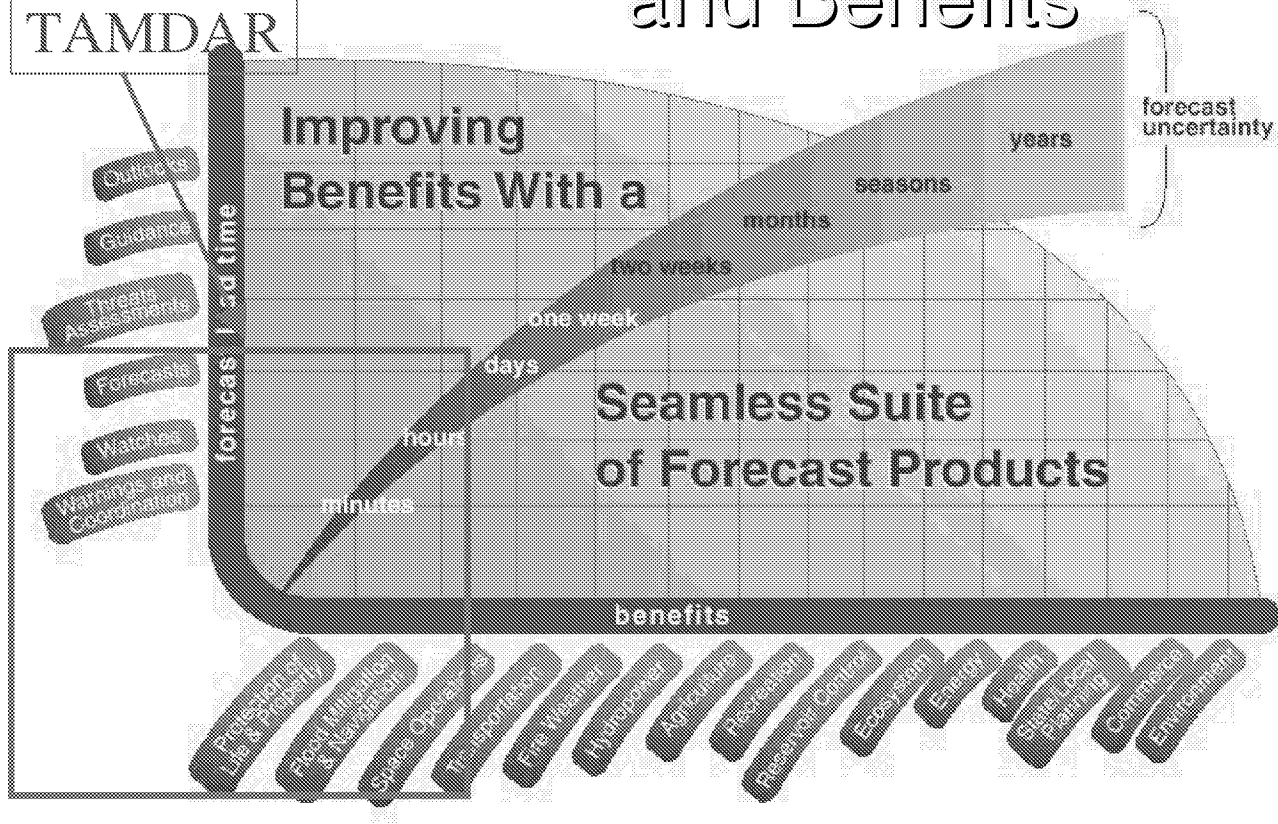 and Benefits
TAMDAR
Improving
Benefits With a
Seamless Suite
of Forecast Products
forecast
uncertainty
years
seasons
months
two weeks
one week
days
hours
minutes
Outlooks
Guidance
Threats
Assessments
Forecasts
Watches
Warnings and
Coordination
forecas l ad time
benefits
Protection of
Life & Property
Flood Mitigation
& Navigation
Space Operations
Transportation
Fire Weather
Hydropower
Agriculture
Recreation
Reservoir Control
Ecosystem
Energy
Health
State/Local
Planning
Commerce
Environment